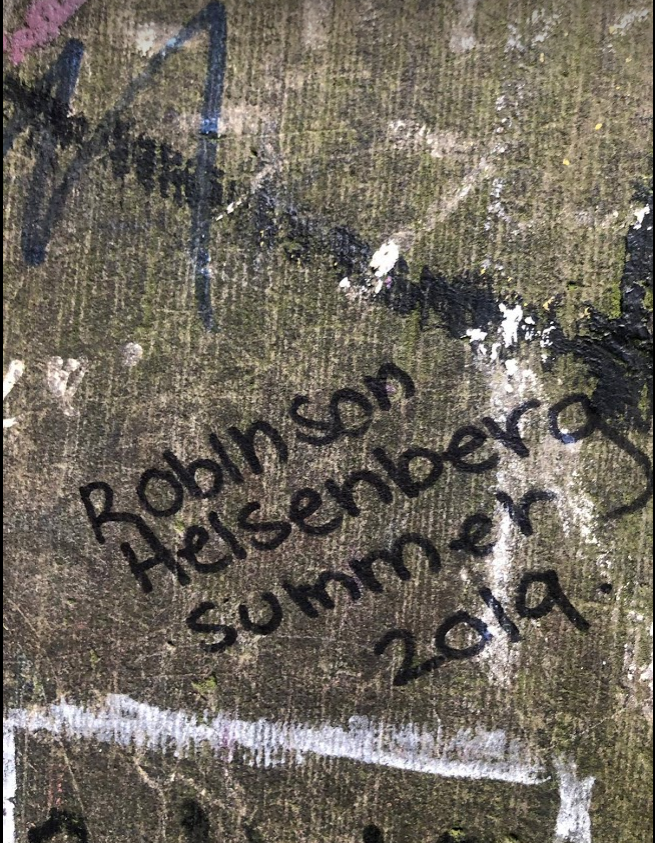 Robinson
Heisenberg
summer
2019.